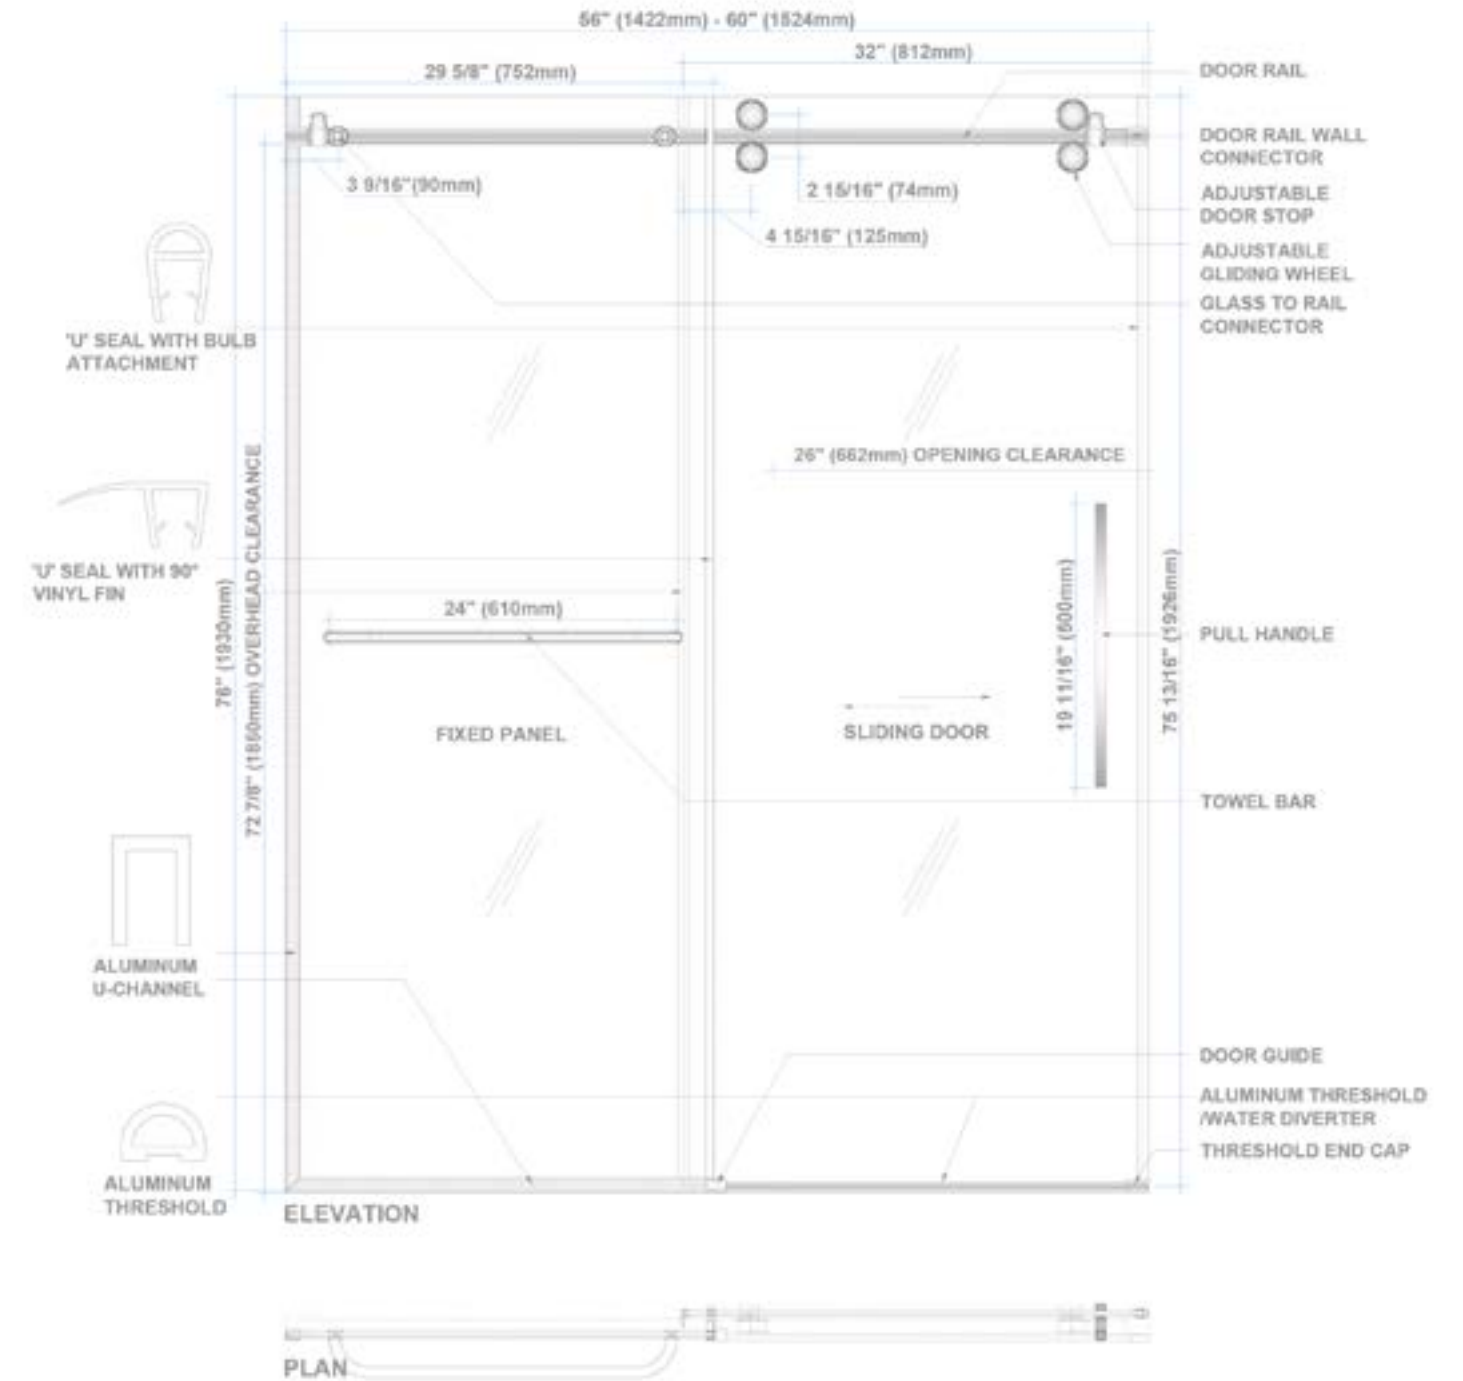 56" (1422mm) - 60" (1524mm)
32" (812mm)
29 5/8" (752mm)
DOOR RAIL
DOOR RAIL WALL
CONNECTOR
3 9/16"(90mm)
2 15/16" (74mm)
ADJUSTABLE
DOOR STOP
4 15/16" (125mm)
ADJUSTABLE
GLIDING WHEEL
GLASS TO RAIL
CONNECTOR
'U' SEAL WITH BULB
ATTACHMENT
26" (662mm) OPENING CLEARANCE
'U' SEAL WITH 90°
VINYL FIN
76" (1930mm)
72 7/8" (1850mm) OVERHEAD CLEARANCE
24" (610mm)
19 11/16" (500mm)
75 13/16" (1926mm)
PULL HANDLE
FIXED PANEL
SLIDING DOOR
TOWEL BAR
ALUMINUM
U-CHANNEL
DOOR GUIDE
ALUMINUM THRESHOLD
/WATER DIVERTER
THRESHOLD END CAP
ALUMINUM
THRESHOLD
ELEVATION
PLAN